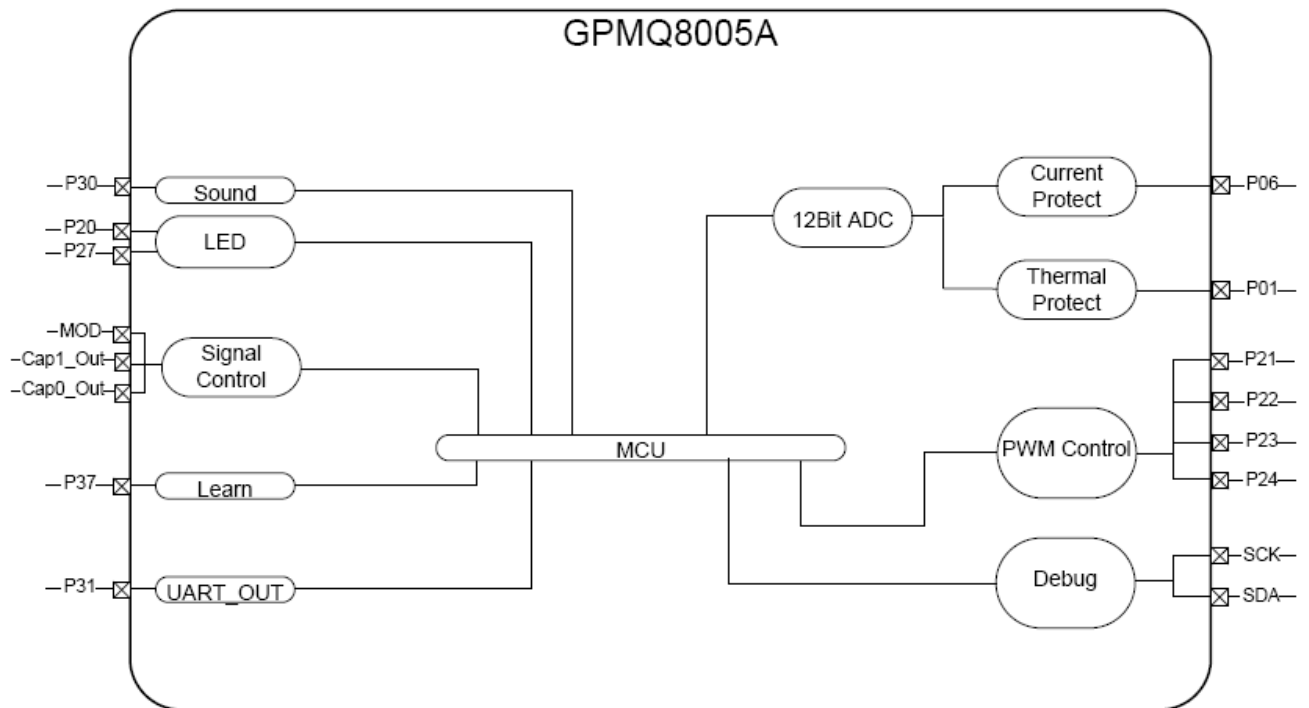 GPMQ8005A
P30
Sound
P20
P27
LED
MOD
Cap1_Out
Cap0_Out
Signal
Control
P37
Learn
P31
UART_OUT
MCU
12Bit ADC
Current
Protect
P06
Thermal
Protect
P01
PWM Control
P21
P22
P23
P24
Debug
SCK
SDA